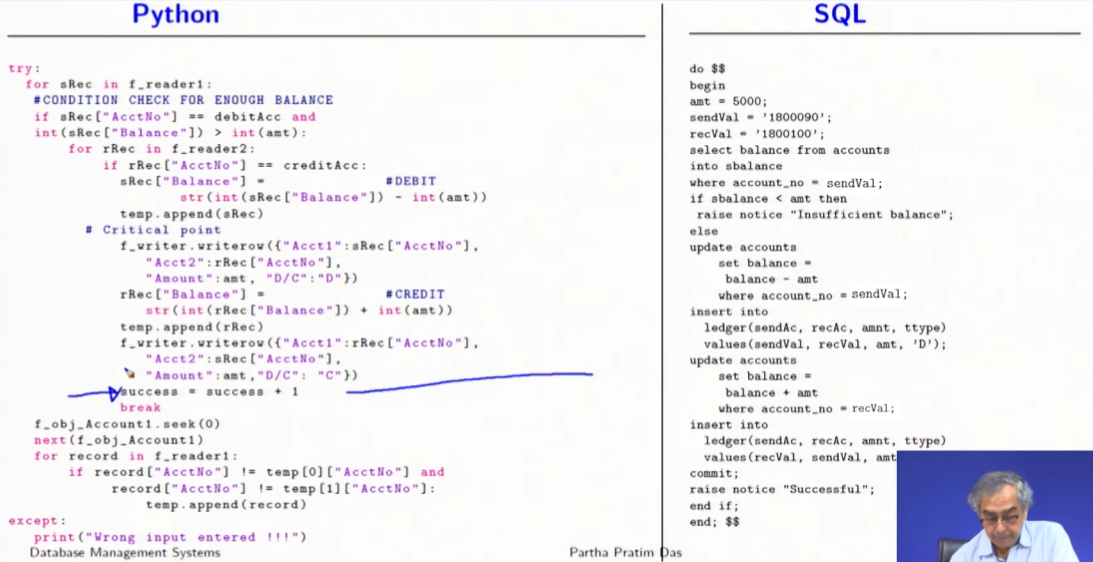 Python
try:
for sRec in f_reader1:
#CONDITION CHECK FOR ENOUGH BALANCE
if sRec["AcctNo"] == debitAcc and
int(sRec["Balance"]) > int(amt):
for rRec in f_reader2:
if rRec["AcctNo"] == creditAcc:
sRec["Balance"] = #DEBIT
str(int(sRec["Balance"]) - int(amt))
temp.append(sRec)
# Critical point
f_writer.writerow({"Acct1":sRec["AcctNo"],
"Acct2":rRec["AcctNo"],
"Amount":amt, "D/C":"D"})
rRec["Balance"] = #CREDIT
str(int(rRec["Balance"]) + int(amt))
temp.append(rRec)
f_writer.writerow({"Acct1":rRec["AcctNo"],
"Acct2":sRec["AcctNo"],
"Amount":amt,"D/C": "C"})
success = success + 1
break
f_obj_Account1.seek(0)
next(f_obj_Account1)
for record in f_reader1:
if record["AcctNo"] != temp[0]["AcctNo"] and
record["AcctNo"] != temp[1]["AcctNo"]:
temp.append(record)
except:
print("Wrong input entered !!!")
SQL
do $$
begin
amt = 5000;
sendVal = '1800090';
recVal = '1800100';
select balance from accounts
into sbalance
where account_no = sendVal;
if sbalance < amt then
raise notice "Insufficient balance";
else
update accounts
set balance =
balance - amt
where account_no = sendVal;
insert into
ledger(sendAc, recAc, amnt, ttype)
values(sendVal, recVal, amt, 'D');
update accounts
set balance =
balance + amt
where account_no = recVal;
insert into
ledger(sendAc, recAc, amnt, ttype)
values(recVal, sendVal, amt
commit;
raise notice "Successful";
end if;
end; $$
Database Management Systems
Partha Pratim Das